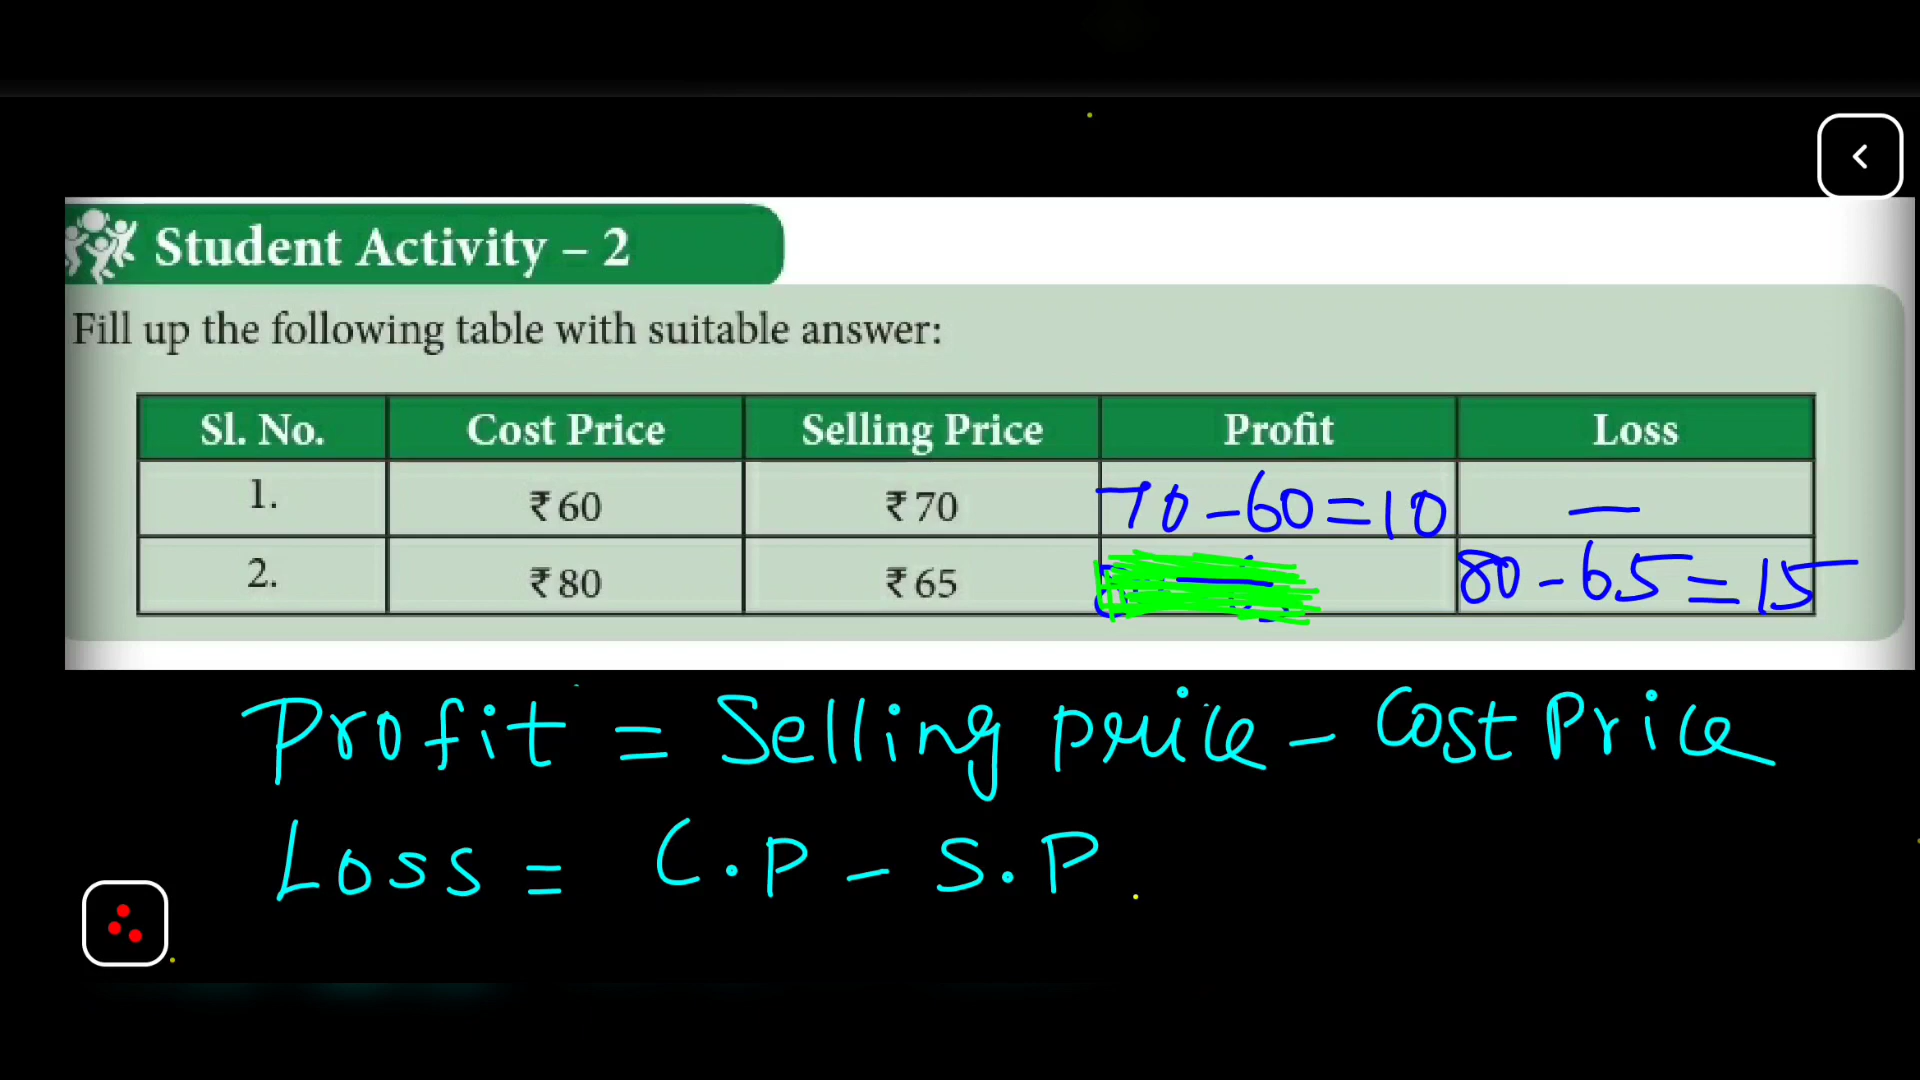 Student Activity – 2
Fill up the following table with suitable answer:
Sl. No. Cost Price Selling Price Profit Loss
1. ₹60 ₹70 70-60=10 —
2. ₹80 ₹65 80-65=15
Profit = Selling price - Cost Price
Loss = C.P - S.P.